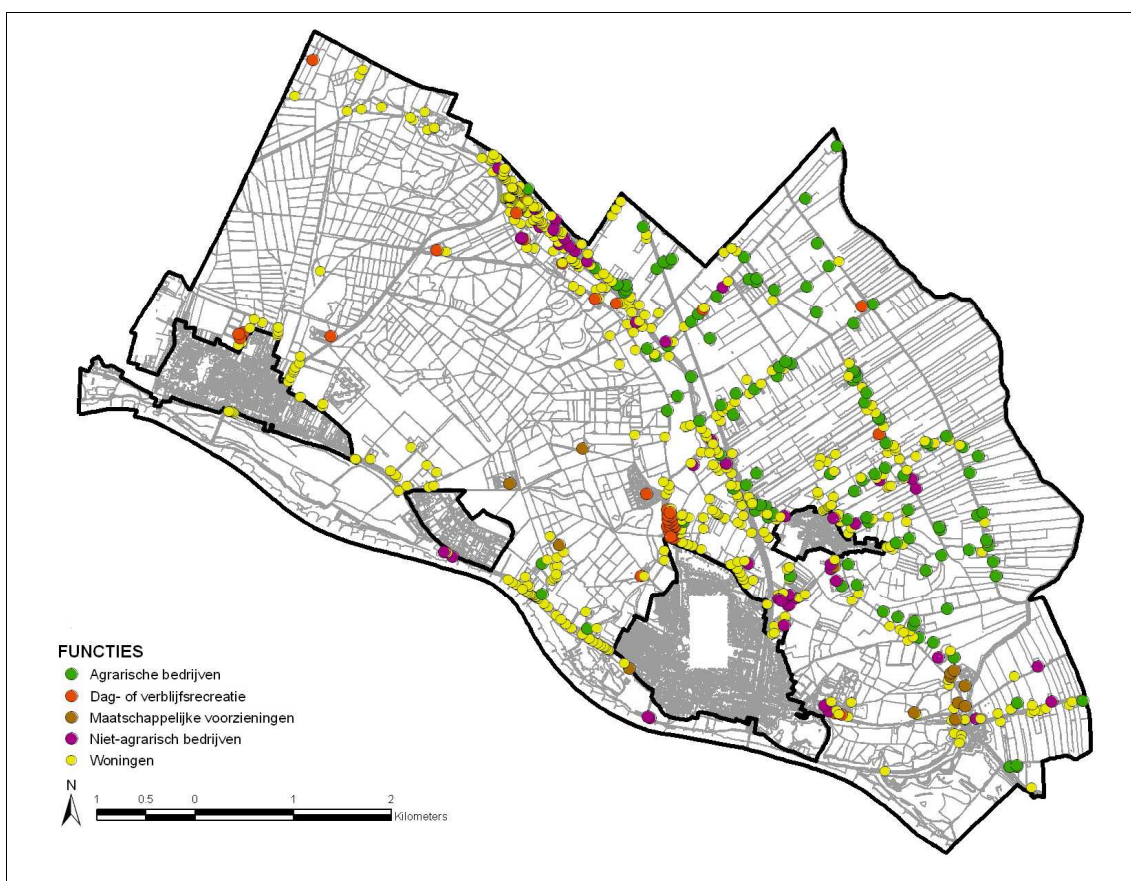 FUNCTIES
Agrarische bedrijven
Dag- of verblijfsrecreatie
Maatschappelijke voorzieningen
Niet-agrarisch bedrijven
Woningen
N
1 0.5 0 1 2
Kilometers